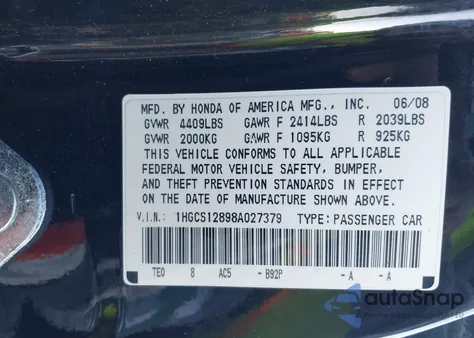 MFD. BY HONDA OF AMERICA MFG., INC. 06/08
GVWR 4409LBS GAWR F 2414LBS R 2039LBS
GVWR 2000KG GAWR F 1095KG R 925KG
THIS VEHICLE CONFORMS TO ALL APPLICABLE
FEDERAL MOTOR VEHICLE SAFETY, BUMPER,
AND THEFT PREVENTION STANDARDS IN EFFECT
ON THE DATE OF MANUFACTURE SHOWN ABOVE.
V.I.N.: 1HGCS12898A027379 TYPE: PASSENGER CAR
TEO 8 AC5 - B92P -A -A
autoSnap